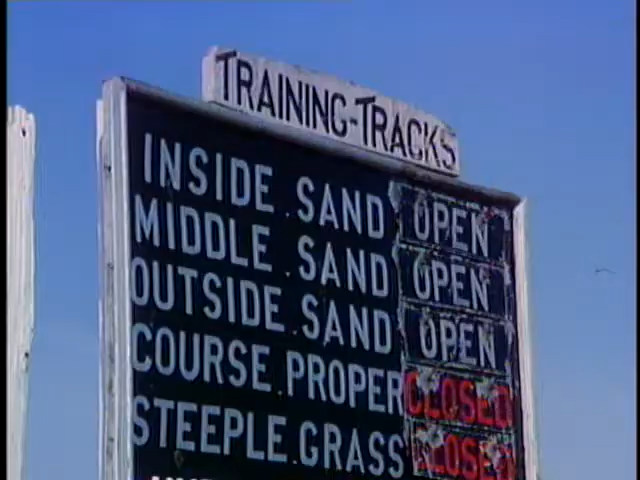 TRAINING-TRACKS
INSIDE.SAND OPEN
MIDDLE.SAND OPEN
OUTSIDE.SAND OPEN
COURSE.PROPER CLOSED
STEEPLE.GRASS CLOSED